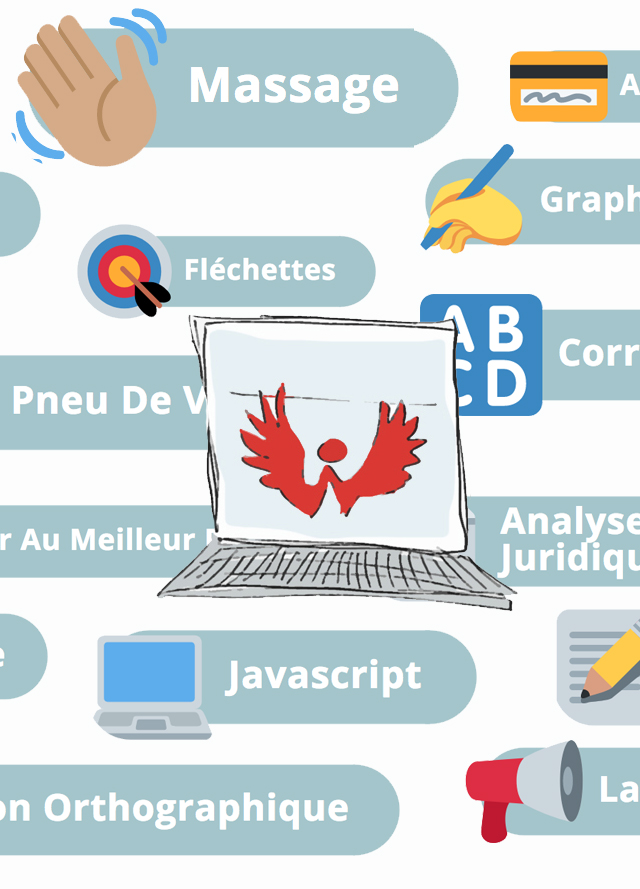 Massage
A
Graph
Fléchettes
A B
C D
Corr
Pneu De V
r Au Meilleur
Analyse
Juridiqu
e
Javascript
on Orthographique
La